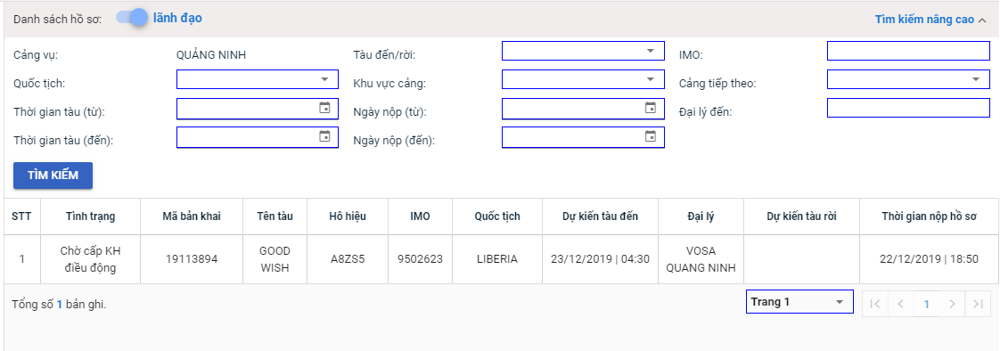 Danh sách hồ sơ: lãnh đạo Tìm kiếm nâng cao
Cảng vụ: QUẢNG NINH Tàu đến/rời: IMO:
Quốc tịch: Khu vực cảng: Cảng tiếp theo:
Thời gian tàu (từ): Ngày nộp (từ): Đại lý đến:
Thời gian tàu (đến): Ngày nộp (đến):
TÌM KIẾM
STT Tình trạng Mã bản khai Tên tàu Hô hiệu IMO Quốc tịch Dự kiến tàu đến Đại lý Dự kiến tàu rời Thời gian nộp hồ sơ
1 Chờ cấp KH điều động 19113894 GOOD WISH A8ZS5 9502623 LIBERIA 23/12/2019 | 04:30 VOSA QUANG NINH 22/12/2019 | 18:50
Tổng số 1 bản ghi. Trang 1 1